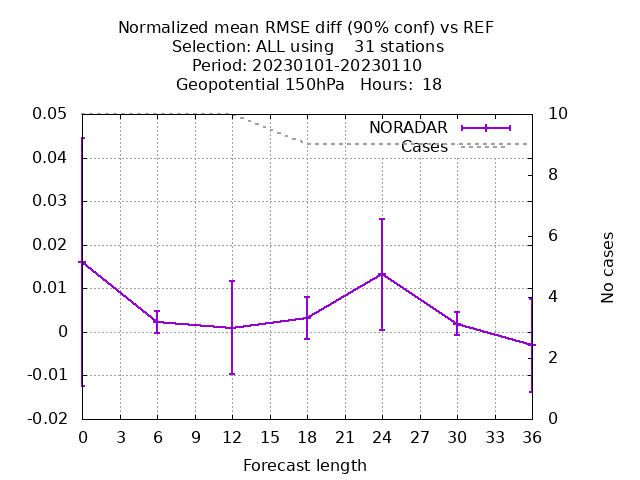 Normalized mean RMSE diff (90% conf) vs REF
Selection: ALL using    31 stations
Period: 20230101-20230110
Geopotential 150hPa   Hours:  18
0.05
0.04
0.03
0.02
0.01
0
-0.01
-0.02
NORADAR
Cases
10
8
6
4
2
0
No cases
0 3 6 9 12 15 18 21 24 27 30 33 36
Forecast length